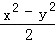 x² - y²
2